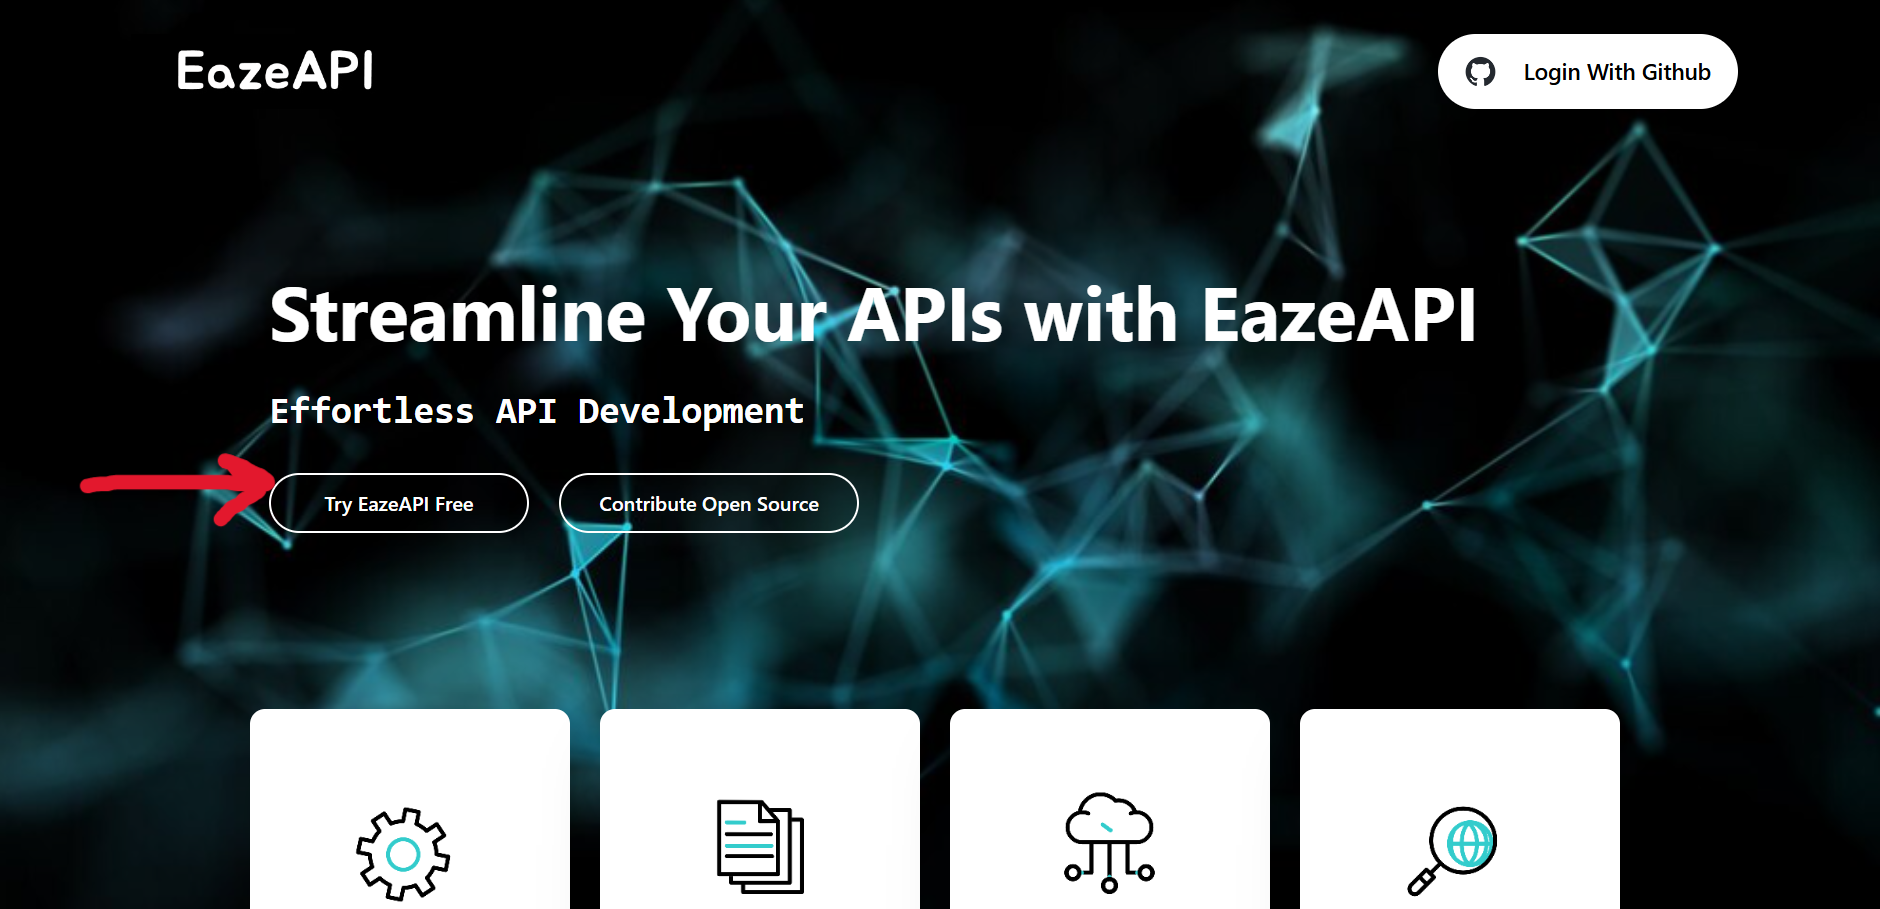 EazeAPI
Login With Github
Streamline Your APIs with EazeAPI
Effortless API Development
Try EazeAPI Free
Contribute Open Source